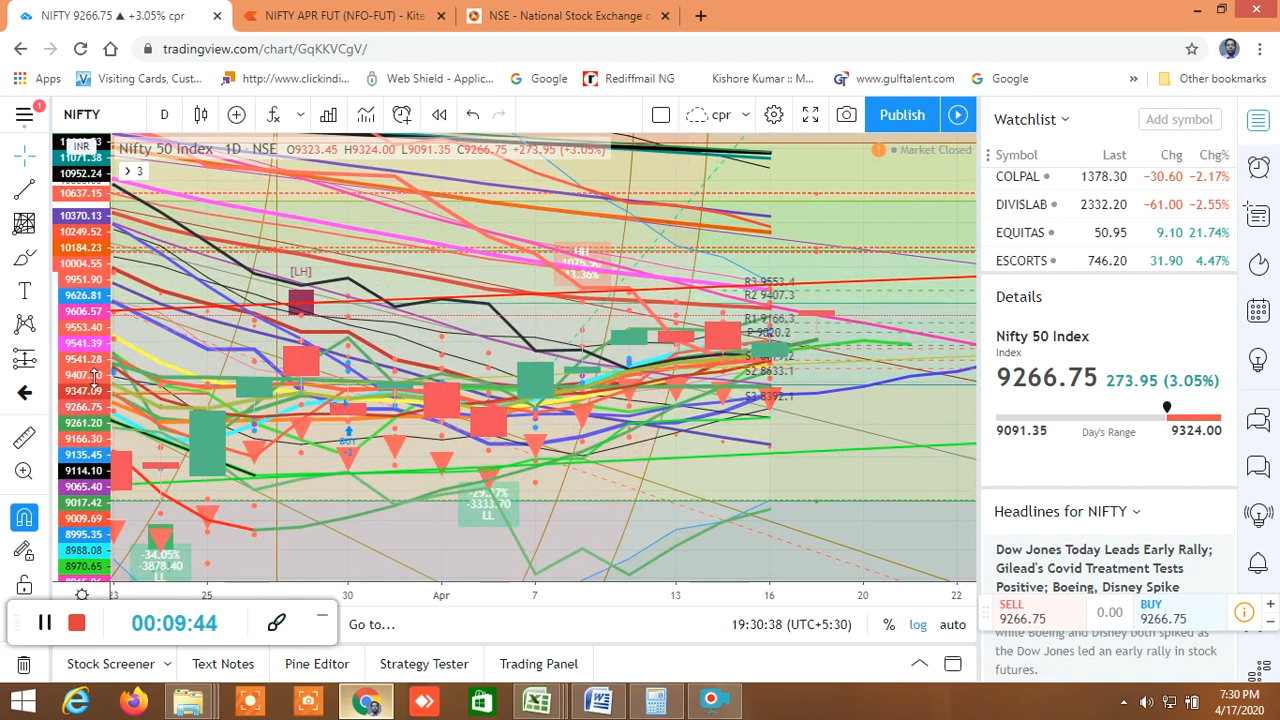 NIFTY 9266.75 ▲ +3.05% cpr
NIFTY APR FUT (NFO-FUT) - Kite
NSE - National Stock Exchange o
tradingview.com/chart/GqKKVCgV/
Apps
Visiting Cards, Cust...
http://www.clickindi...
Web Shield - Applic...
Google
Rediffmail NG
Kishore Kumar :: M...
www.gulftalent.com
Google
»
Other bookmarks
1
NIFTY
D
cpr
Publish
Watchlist
Add symbol
INR
Nifty 50 Index 1D NSE O9323.45 H9324.00 L9091.35 C9266.75 +273.95 (+3.05%)
Market Closed
3
Symbol Last Chg Chg%
COLPAL 1378.30 −30.60 −2.17%
DIVISLAB 2332.20 −61.00 −2.55%
EQUITAS 50.95 9.10 21.74%
ESCORTS 746.20 31.90 4.47%
11071.38
10952.24
10637.15
10370.13
10249.52
10184.23
10004.55
9951.90
9626.81
9606.57
9553.40
9541.39
9541.28
9347.09
9266.75
9261.20
9166.30
9135.45
9114.10
9065.40
9017.42
9009.69
8995.35
8988.08
8970.65
HH
[LH]
R3 9553.4
R2 9407.3
R1 9166.3
S2 8633.1
S3 8392.1
BUY
-3333.70
LL
-34.05%
-3878.40
LL
Details
Nifty 50 Index
Index
9266.75 273.95 (3.05%)
9091.35 Day's Range 9324.00
Headlines for NIFTY
Dow Jones Today Leads Early Rally;
Gilead's Covid Treatment Tests
Positive; Boeing, Disney Spike
SELL
9266.75
0.00
BUY
9266.75
while Boeing and Disney both spiked as
the Dow Jones led an early rally in stock
futures.
23 25 30 Apr 7 13 16 20 22
00:09:44
Go to...
19:30:38 (UTC+5:30)
% log auto
Stock Screener
Text Notes
Pine Editor
Strategy Tester
Trading Panel
7:30 PM
4/17/2020